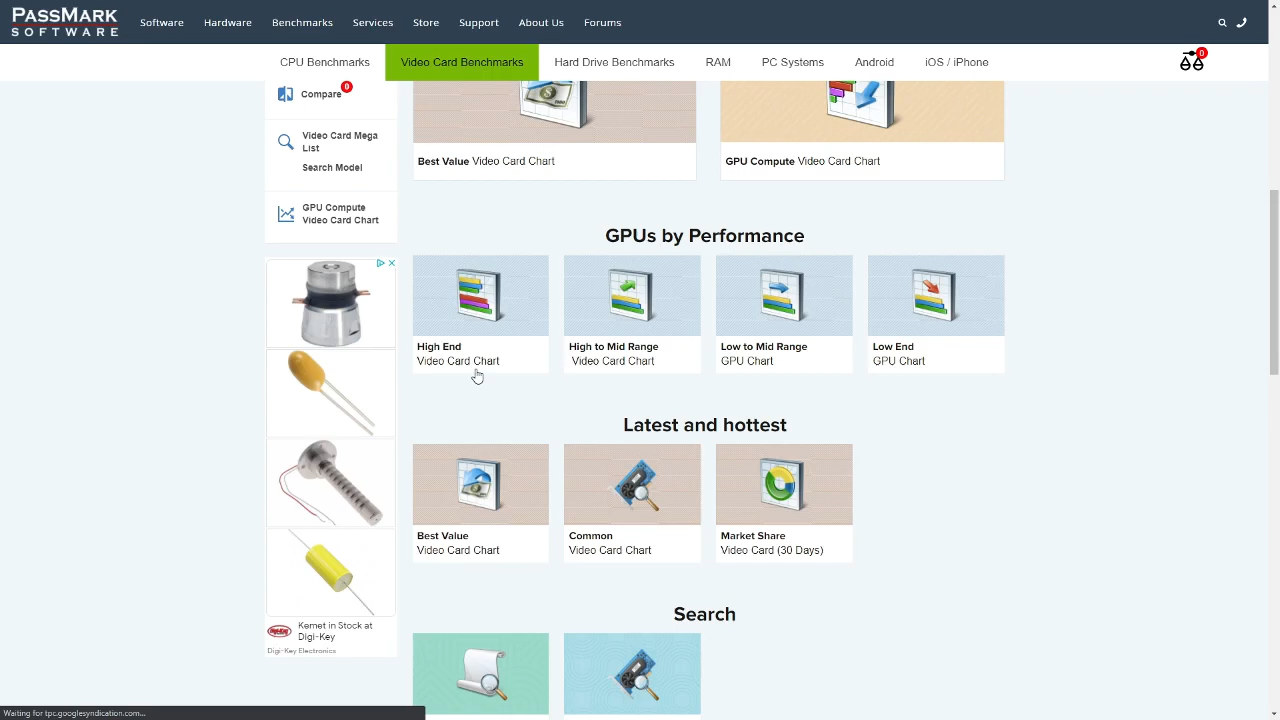 PASSMARK
SOFTWARE
Software Hardware Benchmarks Services Store Support About Us Forums
CPU Benchmarks Video Card Benchmarks Hard Drive Benchmarks RAM PC Systems Android iOS / iPhone 0
Compare 0
Video Card Mega
List
Search Model
GPU Compute
Video Card Chart
Best Value Video Card Chart
GPU Compute Video Card Chart
GPUs by Performance
High End
Video Card Chart
High to Mid Range
Video Card Chart
Low to Mid Range
GPU Chart
Low End
GPU Chart
Latest and hottest
Best Value
Video Card Chart
Common
Video Card Chart
Market Share
Video Card (30 Days)
Search
Kemet in Stock at
Digi-Key
Digi-Key Electronics
Waiting for tpc.googlesyndication.com...